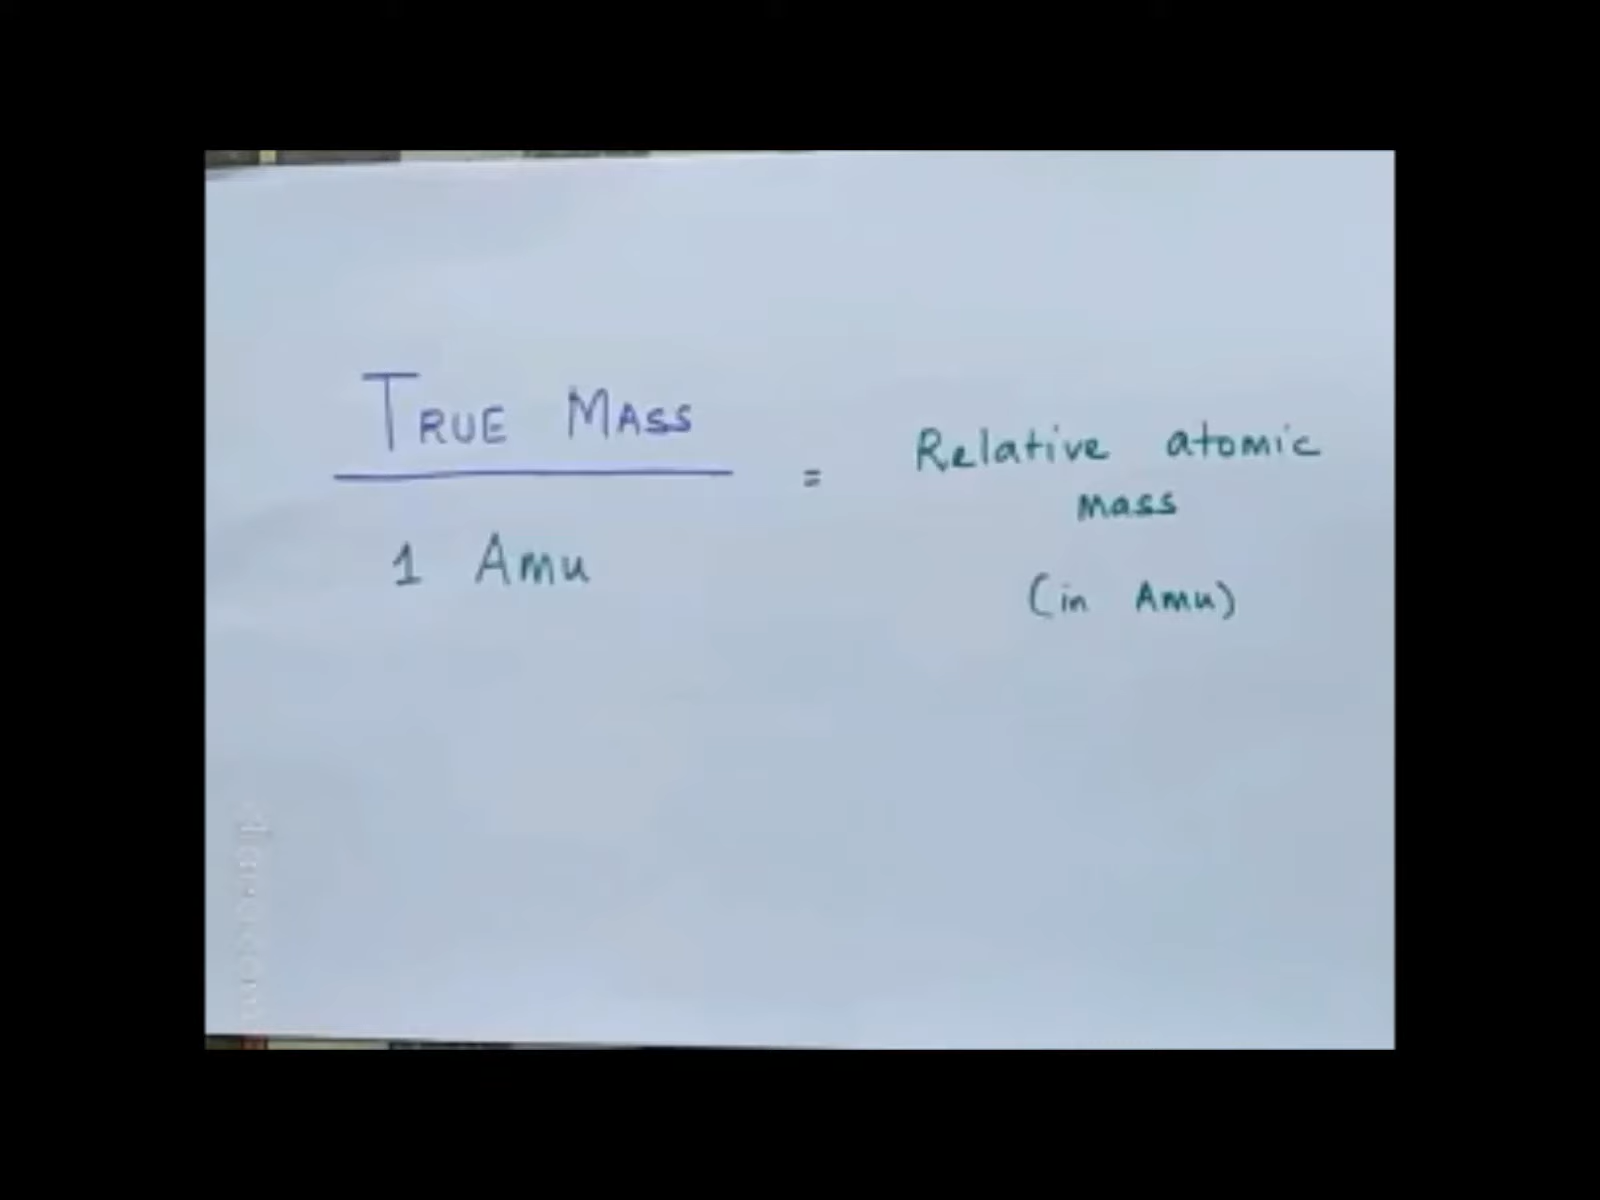 TRUE MASS
1 Amu
=
Relative atomic
mass
(in Amu)